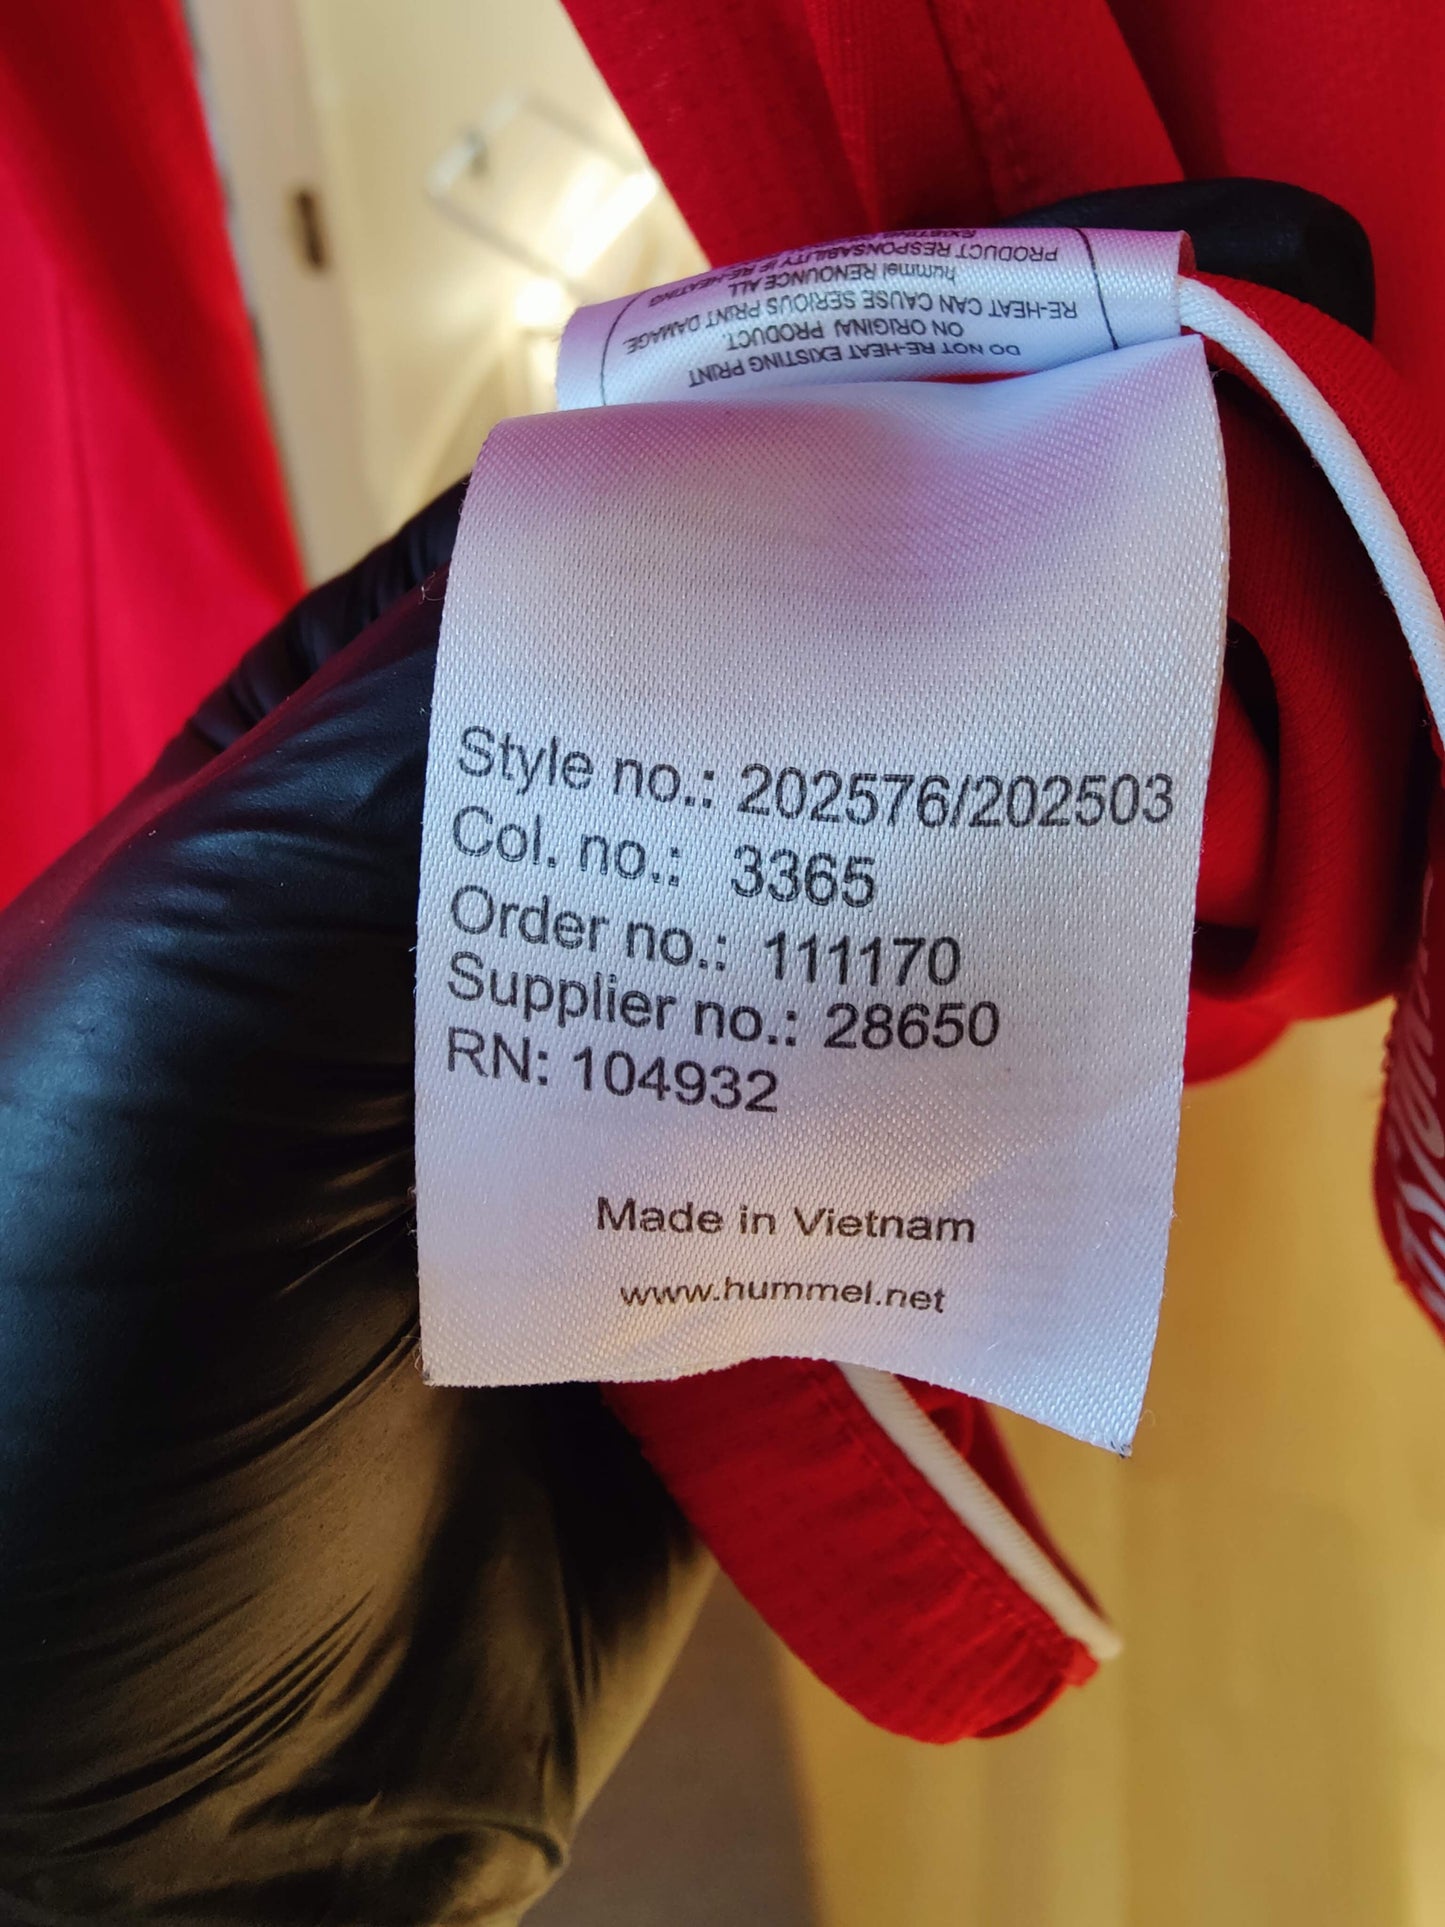 DO NOT RE-HEAT EXISTING PRINT
ON ORIGINAL PRODUCT.
RE-HEAT CAN CAUSE SERIOUS PRINT DAMAGE.
hummel RENOUNCE ALL
PRODUCT RESPONSABILITY IF RE-HEATING
Style no.: 202576/202503
Col. no.: 3365
Order no.: 111170
Supplier no.: 28650
RN: 104932
Made in Vietnam
www.hummel.net